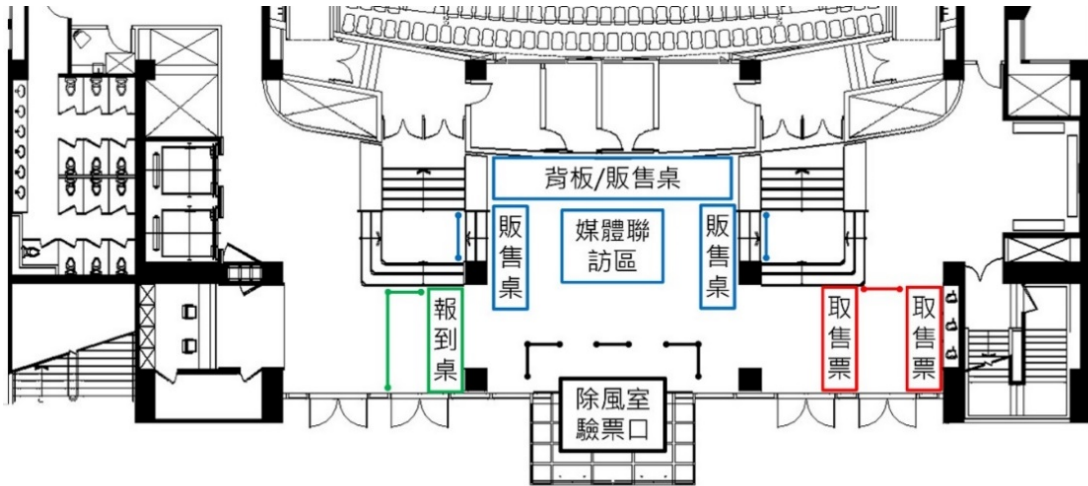 背板/販售桌
販售桌
媒體聯
訪區
販售桌
報到桌
取售票
取售票
除風室
驗票口